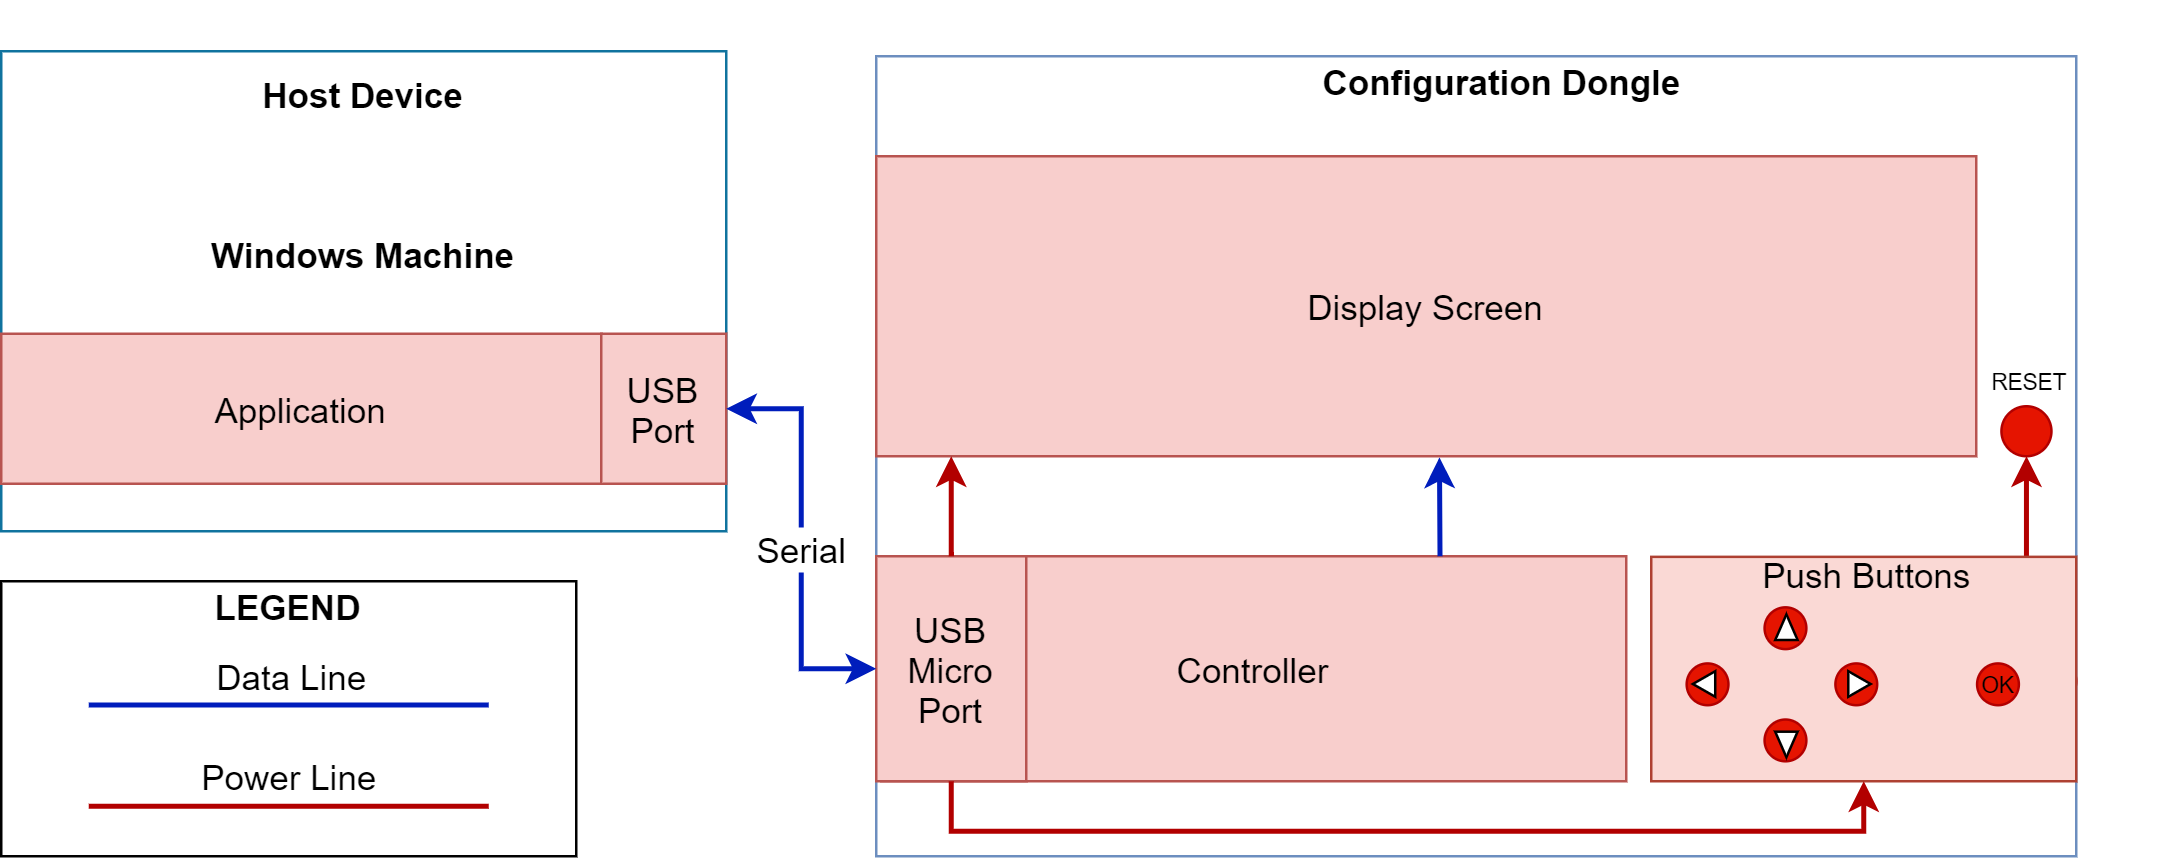 Host Device
Windows Machine
Application
USB
Port
LEGEND
Data Line
Power Line
Serial
Configuration Dongle
Display Screen
RESET
USB
Micro
Port
Controller
Push Buttons
OK